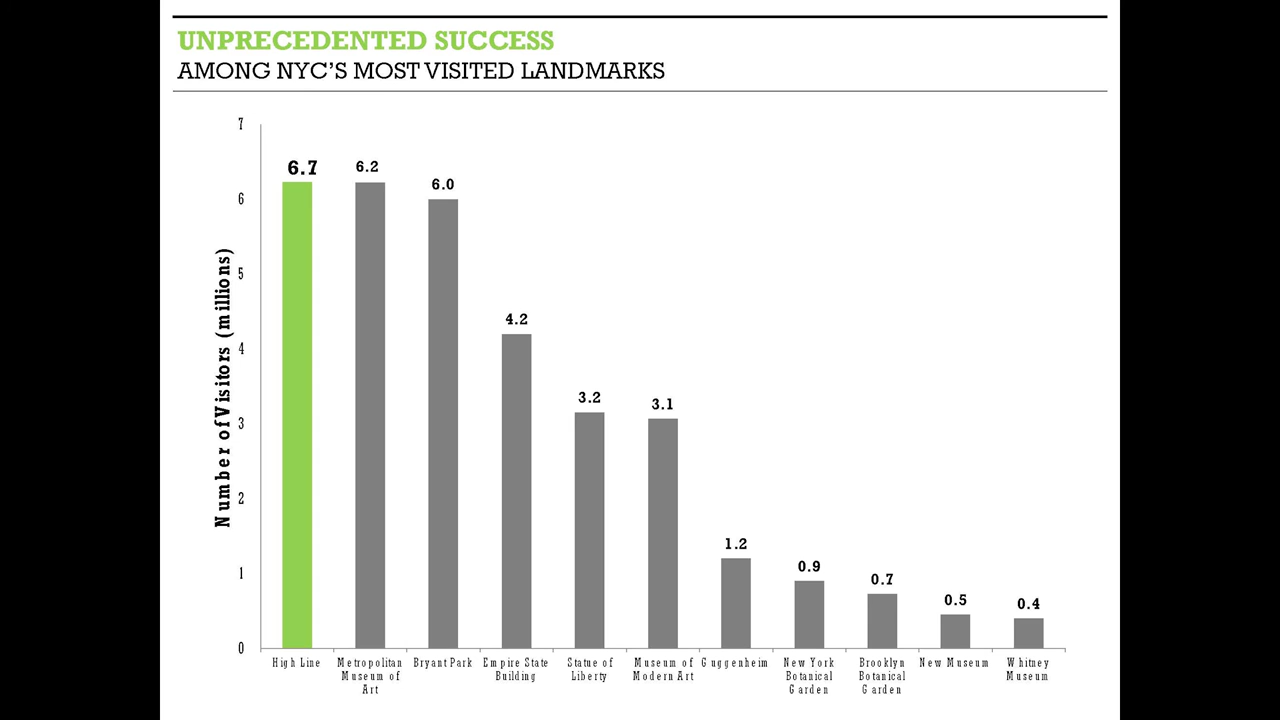 UNPRECEDENTED SUCCESS
AMONG NYC'S MOST VISITED LANDMARKS
Number of Visitors (millions)
7
6
5
4
3
2
1
0
6.7
6.2
6.0
4.2
3.2
3.1
1.2
0.9
0.7
0.5
0.4
High Line
Metropolitan
Museum of
Art
Bryant Park
Empire State
Building
Statue of
Liberty
Museum of
Modern Art
Guggenheim
New York
Botanical
Garden
Brooklyn
Botanical
Garden
New Museum
Whitney
Museum